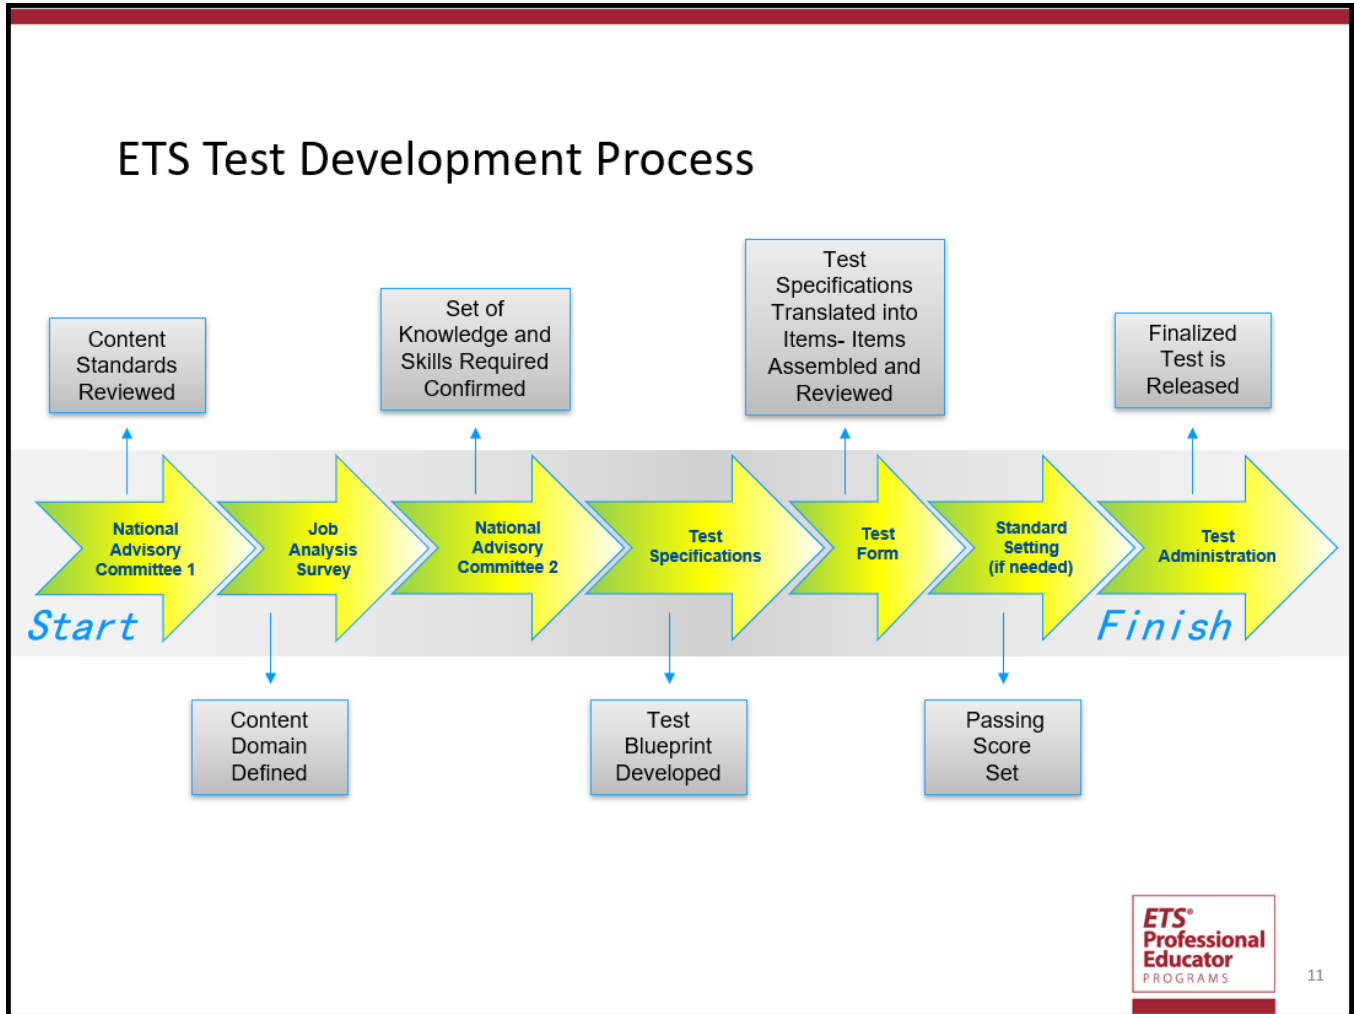 ETS Test Development Process
Content
Standards
Reviewed
Set of
Knowledge and
Skills Required
Confirmed
Test
Specifications
Translated into
Items- Items
Assembled and
Reviewed
Finalized
Test is
Released
National
Advisory
Committee 1
Job
Analysis
Survey
National
Advisory
Committee 2
Test
Specifications
Test
Form
Standard
Setting
(if needed)
Test
Administration
Start
Finish
Content
Domain
Defined
Test
Blueprint
Developed
Passing
Score
Set
ETS®
Professional
Educator
PROGRAMS
11